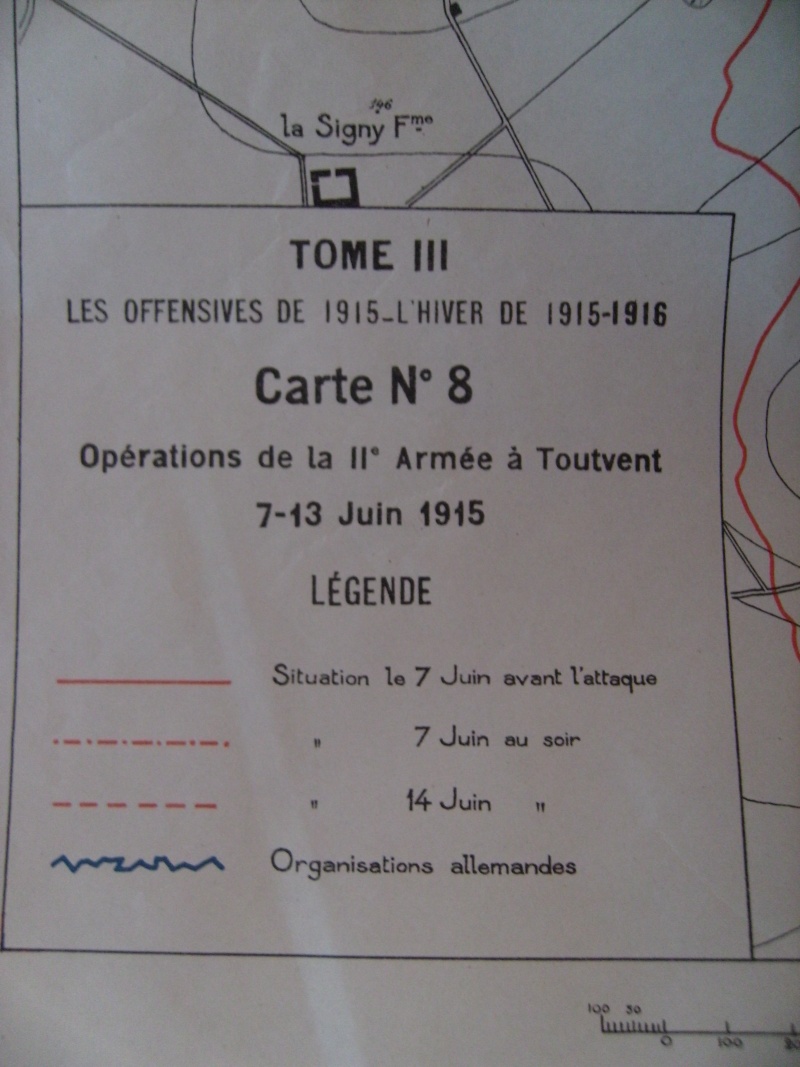 146
la Signy Fme
TOME III
LES OFFENSIVES DE 1915-L'HIVER DE 1915-1916
Carte N° 8
Opérations de la IIe Armée à Toutvent
7-13 Juin 1915
LÉGENDE
Situation le 7 Juin avant l'attaque
" 7 Juin au soir
" 14 Juin "
Organisations allemandes
100 50
0 100